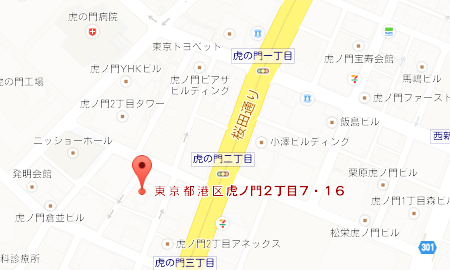 虎の門病院
東京トヨペット
虎の門一丁目
虎ノ門宝寿会館
虎ノ門YHKビル
虎ノ門ピアザ
ビルティング
馬嶋ビル
虎の門工場
虎ノ門2丁目タワー
虎ノ門ファースト
桜田通り
飯島ビル
ニッショーホール
小澤ビルティング
西新
虎の門二丁目
発明会館
栗原虎ノ門ビル
東京都港区虎ノ門2丁目7・16
虎ノ門倉並ビル
虎ノ門1丁目森ビ
松栄虎ノ門ビル
虎ノ門2丁目アネックス
301
科診療所
虎の門三丁目